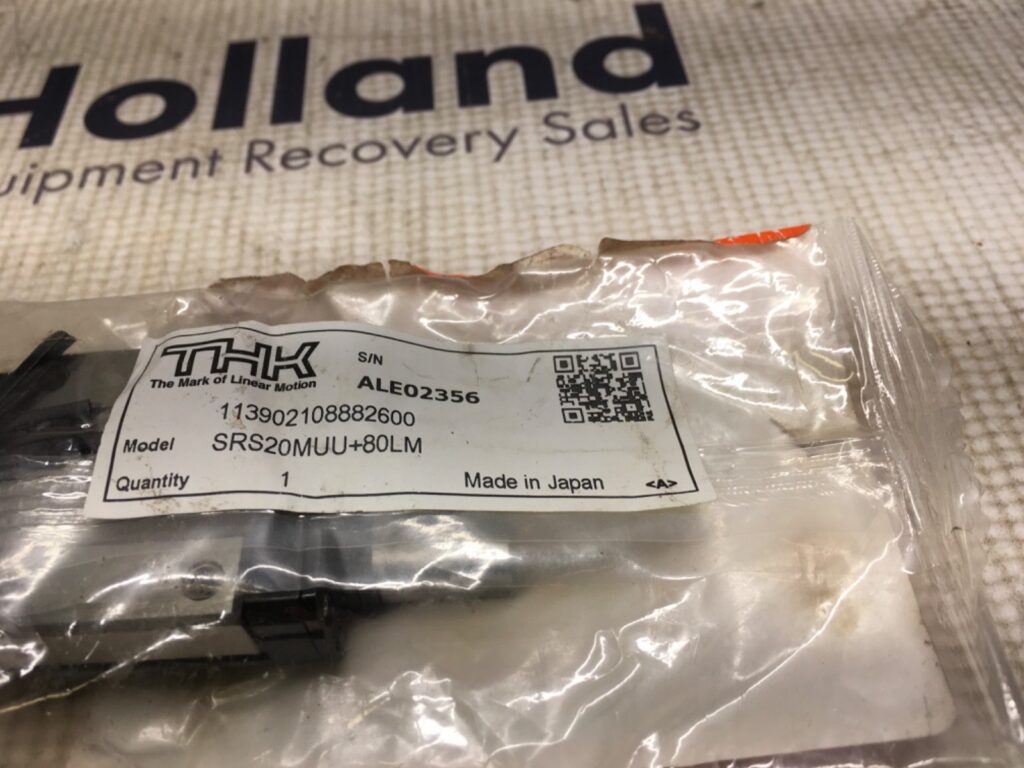 Holland
uipment Recovery Sales
THK
The Mark of Linear Motion
S/N
ALE02356
113902108882600
Model SRS20MUU+80LM
Quantity 1 Made in Japan <A>